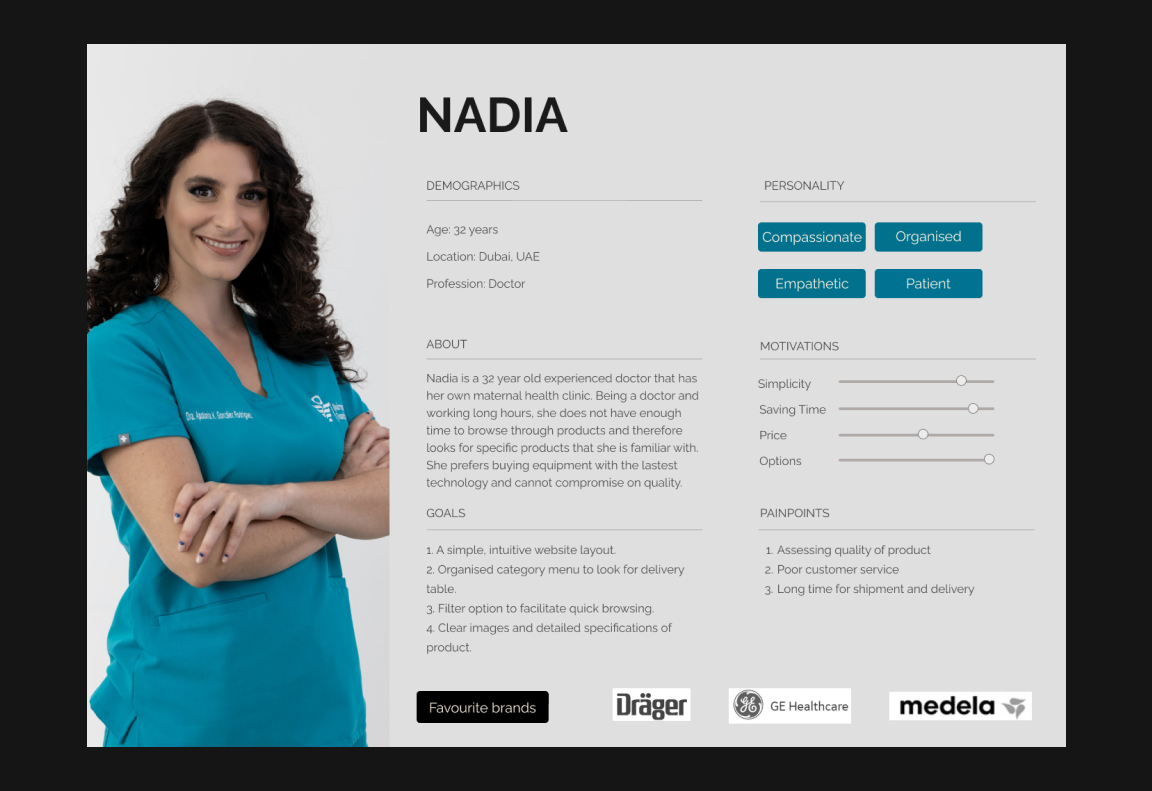 NADIA
DEMOGRAPHICS
Age: 32 years
Location: Dubai, UAE
Profession: Doctor
PERSONALITY
Compassionate
Organised
Empathetic
Patient
ABOUT
Nadia is a 32 year old experienced doctor that has
her own maternal health clinic. Being a doctor and
working long hours, she does not have enough
time to browse through products and therefore
looks for specific products that she is familiar with.
She prefers buying equipment with the lastest
technology and cannot compromise on quality.
MOTIVATIONS
Simplicity
Saving Time
Price
Options
GOALS
1. A simple, intuitive website layout.
2. Organised category menu to look for delivery
table.
3. Filter option to facilitate quick browsing.
4. Clear images and detailed specifications of
product.
PAINPOINTS
1. Assessing quality of product
2. Poor customer service
3. Long time for shipment and delivery
Favourite brands
Dräger
GE GE Healthcare
medela